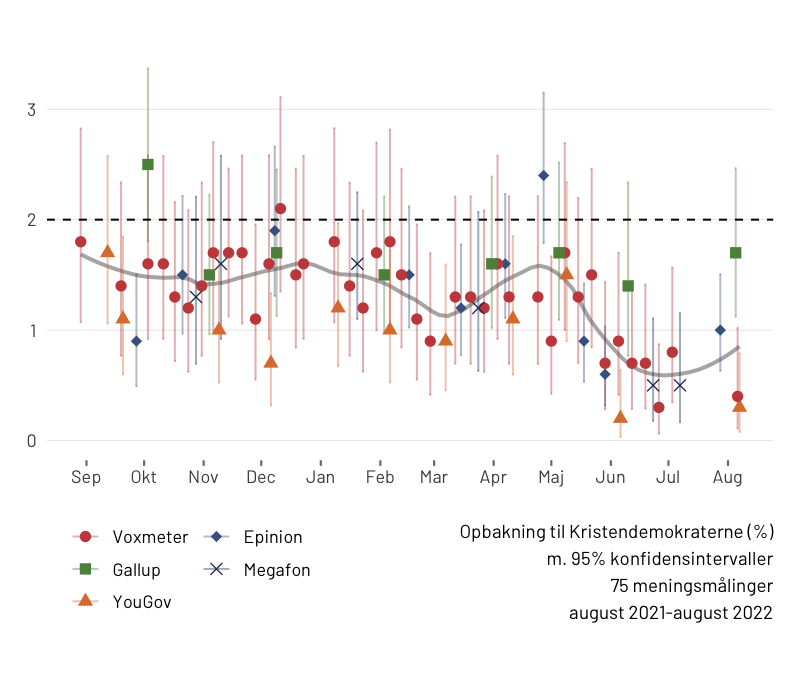 3
2
1
0
Sep Okt Nov Dec Jan Feb Mar Apr Maj Jun Jul Aug
Voxmeter Epinion
Gallup Megafon
YouGov
Opbakning til Kristendemokraterne (%)
m. 95% konfidensintervaller
75 meningsmålinger
august 2021-august 2022